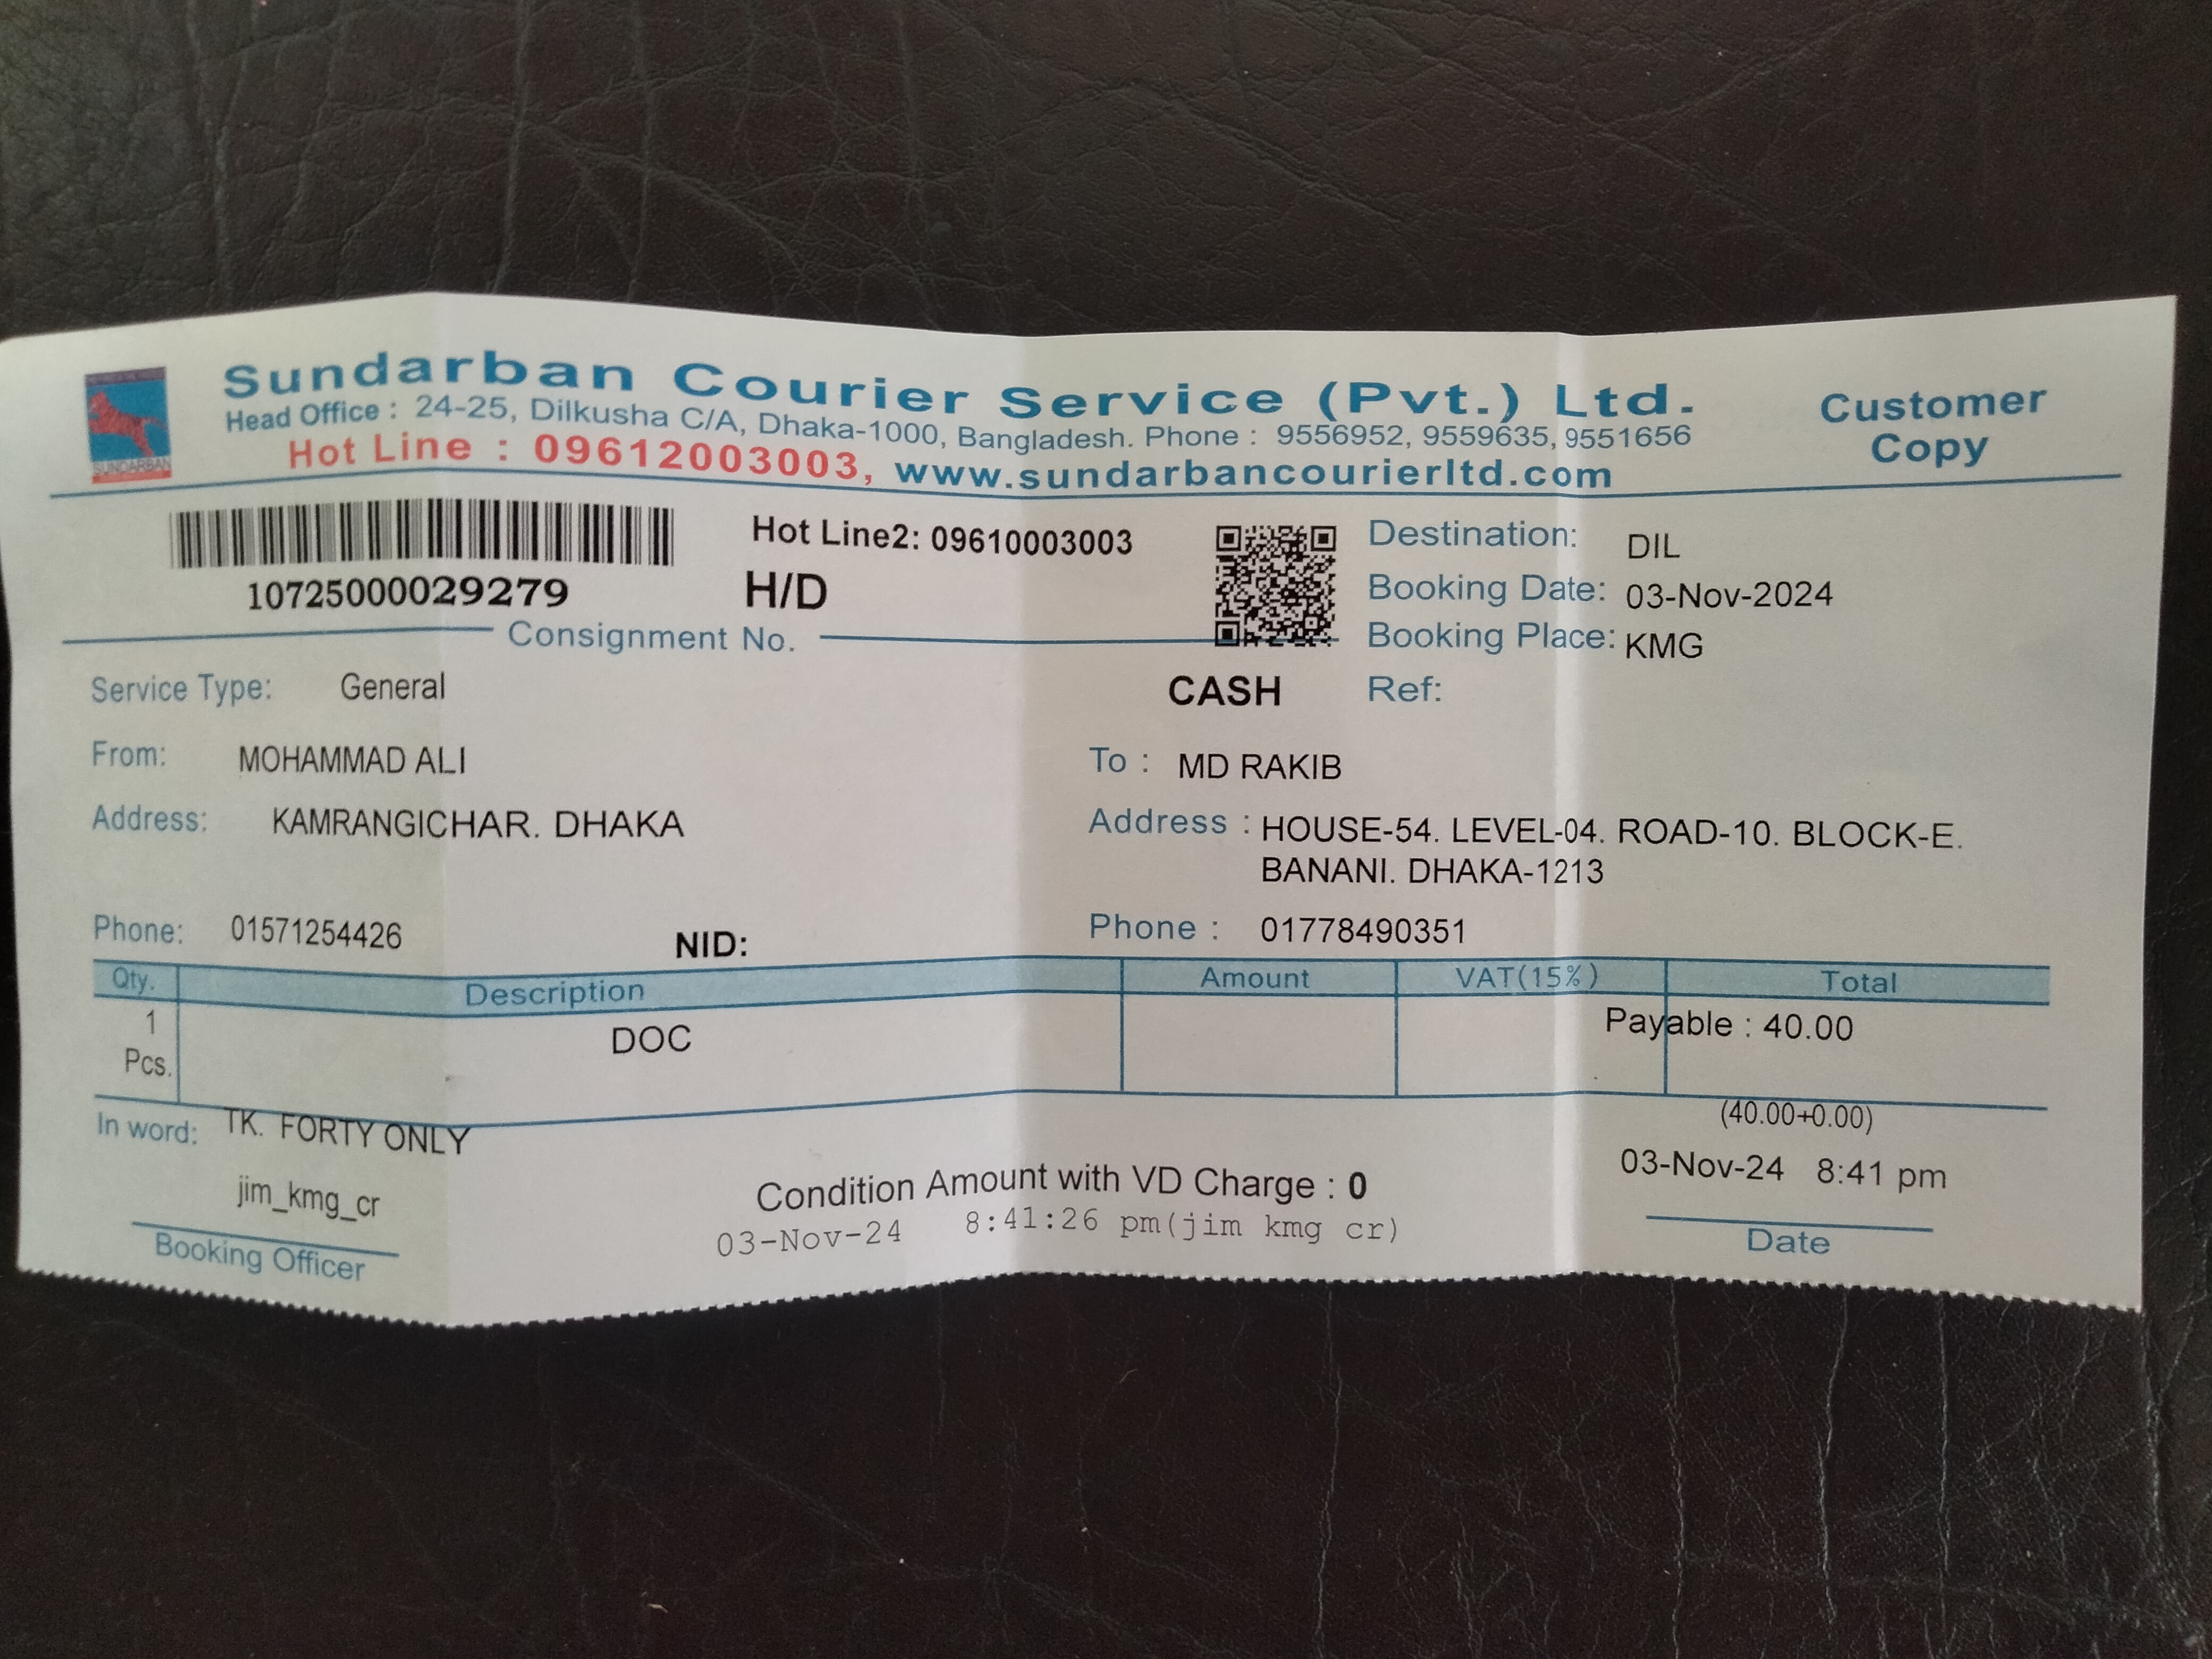 Sundarban Courier Service (Pvt.) Ltd.
Head Office : 24-25, Dilkusha C/A, Dhaka-1000, Bangladesh. Phone : 9556952, 9559635, 9551656
Hot Line : 09612003003, www.sundarbancourierltd.com
Customer
Copy
SUNDARBAN
10725000029279
Hot Line2: 09610003003
H/D
Consignment No.
Destination: DIL
Booking Date: 03-Nov-2024
Booking Place: KMG
Service Type: General
CASH
Ref:
From: MOHAMMAD ALI
To : MD RAKIB
Address: KAMRANGICHAR. DHAKA
Address : HOUSE-54. LEVEL-04. ROAD-10. BLOCK-E.
BANANI. DHAKA-1213
Phone: 01571254426
NID:
Phone : 01778490351
Qty. Description Amount VAT(15%) Total
1 DOC Payable : 40.00
Pcs.
(40.00+0.00)
In word: TK. FORTY ONLY
jim_kmg_cr
Booking Officer
Condition Amount with VD Charge : 0
03-Nov-24 8:41:26 pm(jim kmg cr)
03-Nov-24 8:41 pm
Date